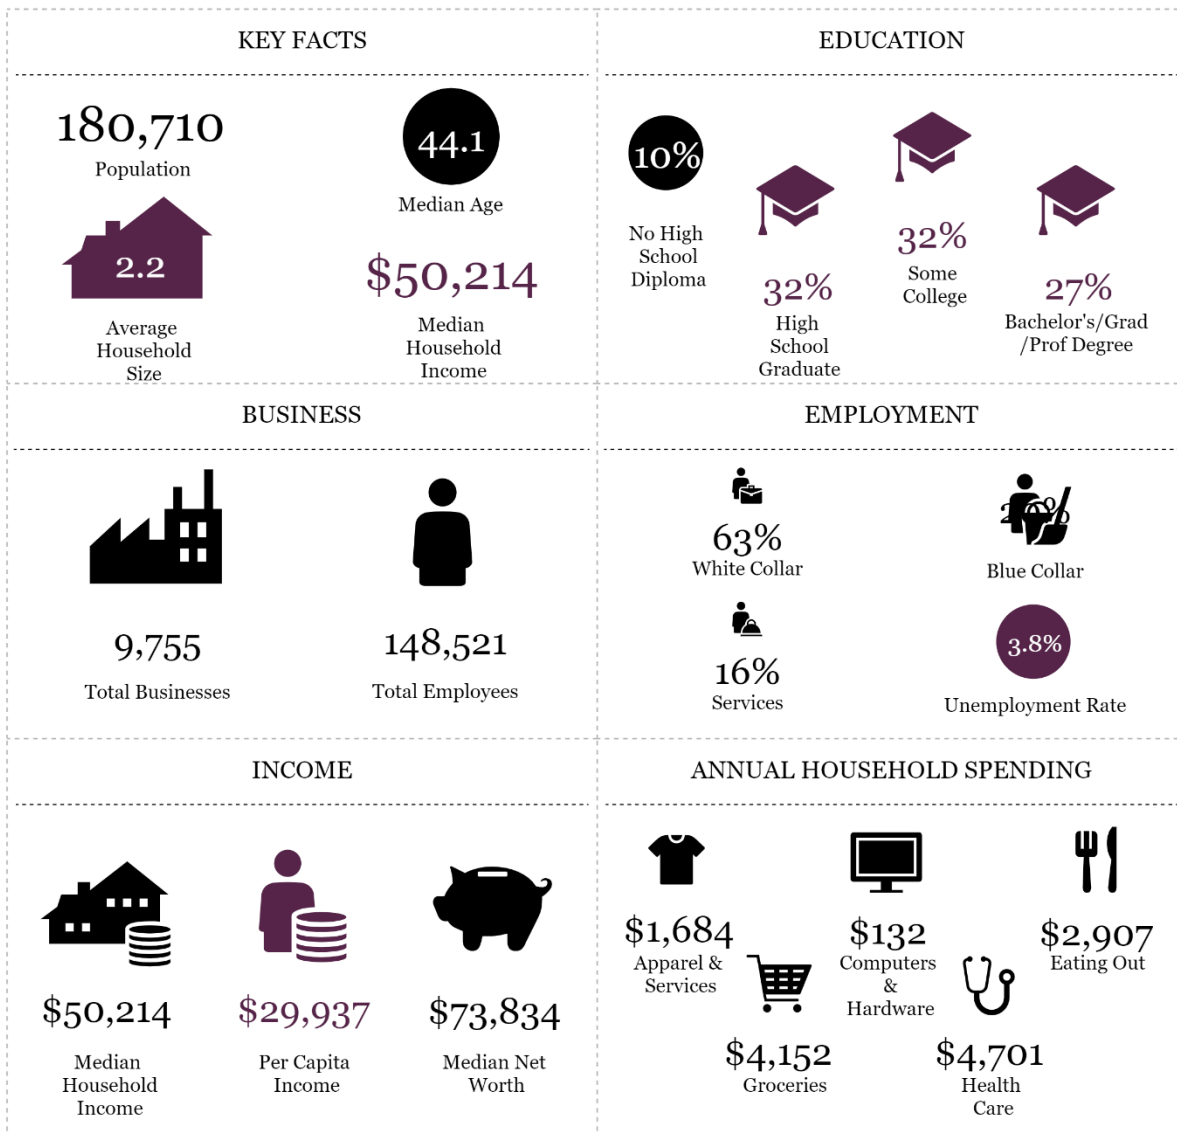 KEY FACTS
180,710
Population
44.1
Median Age
2.2
Average
Household
Size
$50,214
Median
Household
Income
EDUCATION
10%
No High
School
Diploma
32%
High
School
Graduate
32%
Some
College
27%
Bachelor's/Grad
/Prof Degree
BUSINESS
9,755
Total Businesses
148,521
Total Employees
EMPLOYMENT
63%
White Collar
Blue Collar
16%
Services
3.8%
Unemployment Rate
INCOME
$50,214
Median
Household
Income
$29,937
Per Capita
Income
$73,834
Median Net
Worth
ANNUAL HOUSEHOLD SPENDING
$1,684
Apparel &
Services
$132
Computers
&
Hardware
$2,907
Eating Out
$4,152
Groceries
$4,701
Health
Care